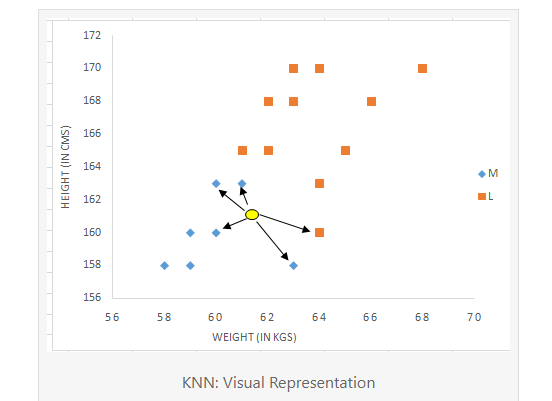 172
170
168
166
164
162
160
158
156
HEIGHT (IN CMS)
56 58 60 62 64 66 68 70
WEIGHT (IN KGS)
M
L
KNN: Visual Representation